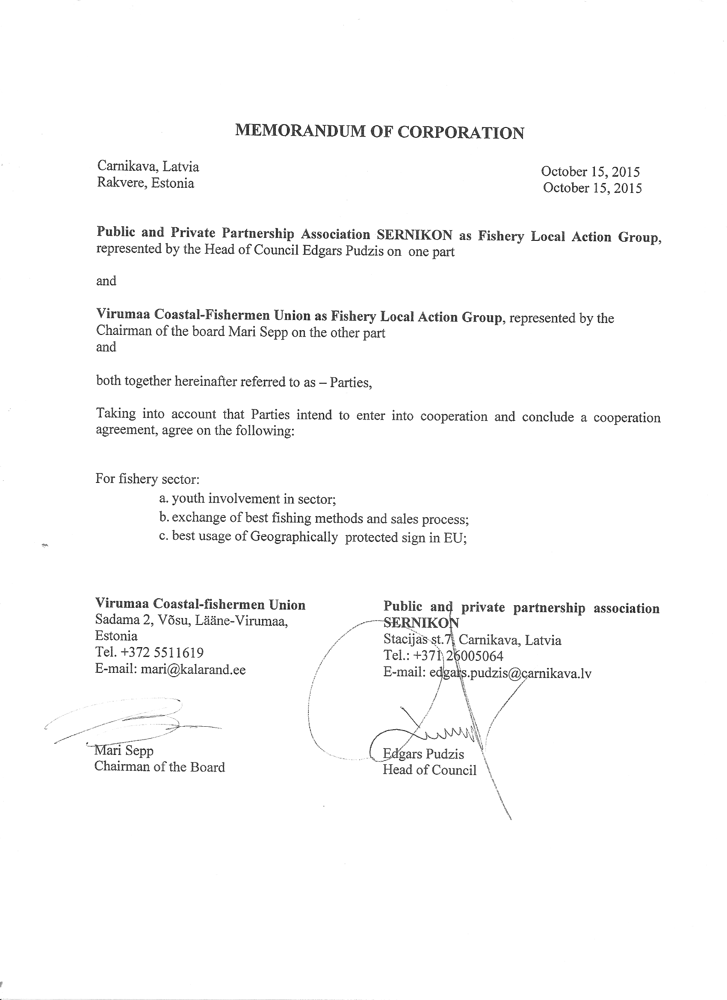 MEMORANDUM OF CORPORATION
Carnikava, Latvia
October 15, 2015
Rakvere, Estonia
October 15, 2015
Public and Private Partnership Association SERNIKON as Fishery Local Action Group,
represented by the Head of Council Edgars Pudzis on one part
and
Virumaa Coastal-Fishermen Union as Fishery Local Action Group, represented by the
Chairman of the board Mari Sepp on the other part
and
both together hereinafter referred to as – Parties,
Taking into account that Parties intend to enter into cooperation and conclude a cooperation
agreement, agree on the following:
For fishery sector:
a. youth involvement in sector;
b. exchange of best fishing methods and sales process;
c. best usage of Geographically protected sign in EU;
Virumaa Coastal-fishermen Union
Sadama 2, Võsu, Lääne-Virumaa,
Estonia
Tel. +372 5511619
E-mail: mari@kalarand.ee
Mari Sepp
Chairman of the Board
Public and private partnership association
SERNIKON
Stacijas st.7, Carnikava, Latvia
Tel.: +371 26005064
E-mail: edgars.pudzis@carnikava.lv
Edgars Pudzis
Head of Council